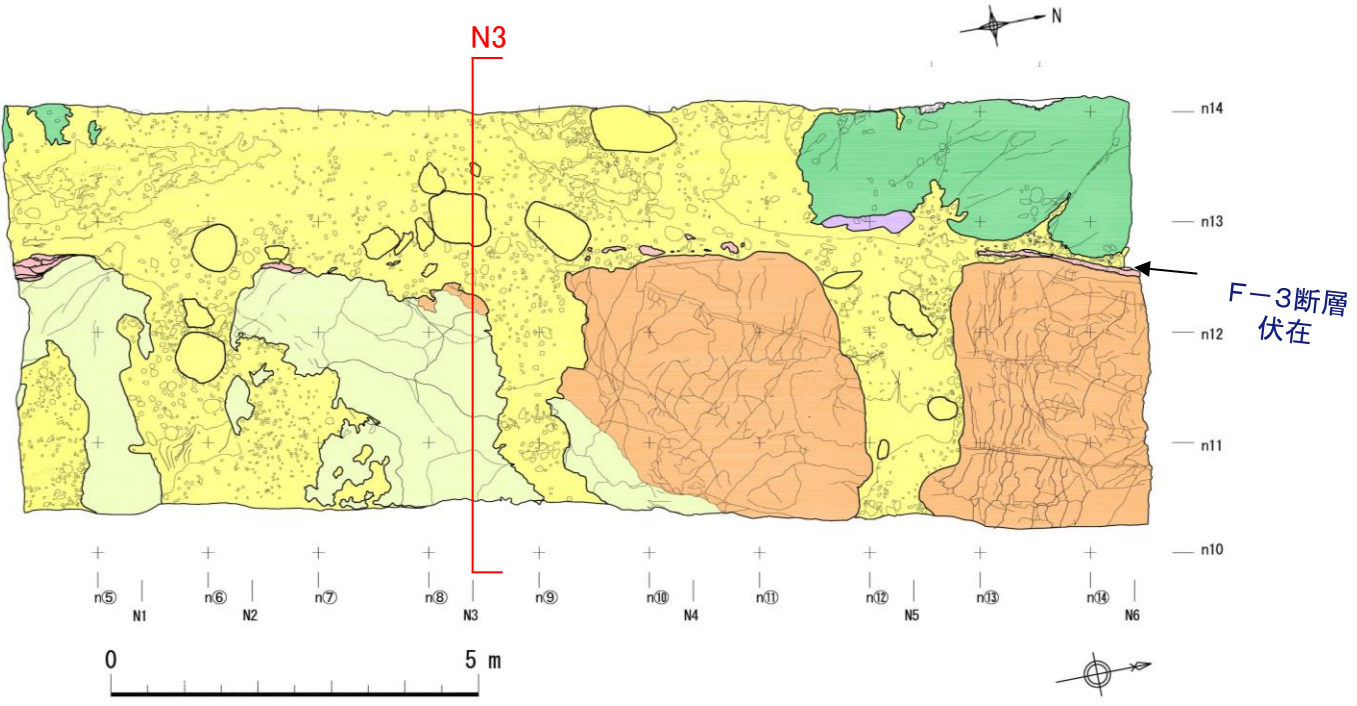 N
N3
n14
n13
F-3断層
伏在
n12
n11
n10
n⑤ N1 n⑥ N2 n⑦ n⑧ N3 n⑨ n⑩ N4 n⑪ n⑫ N5 n⑬ n⑭ N6
0 5 m